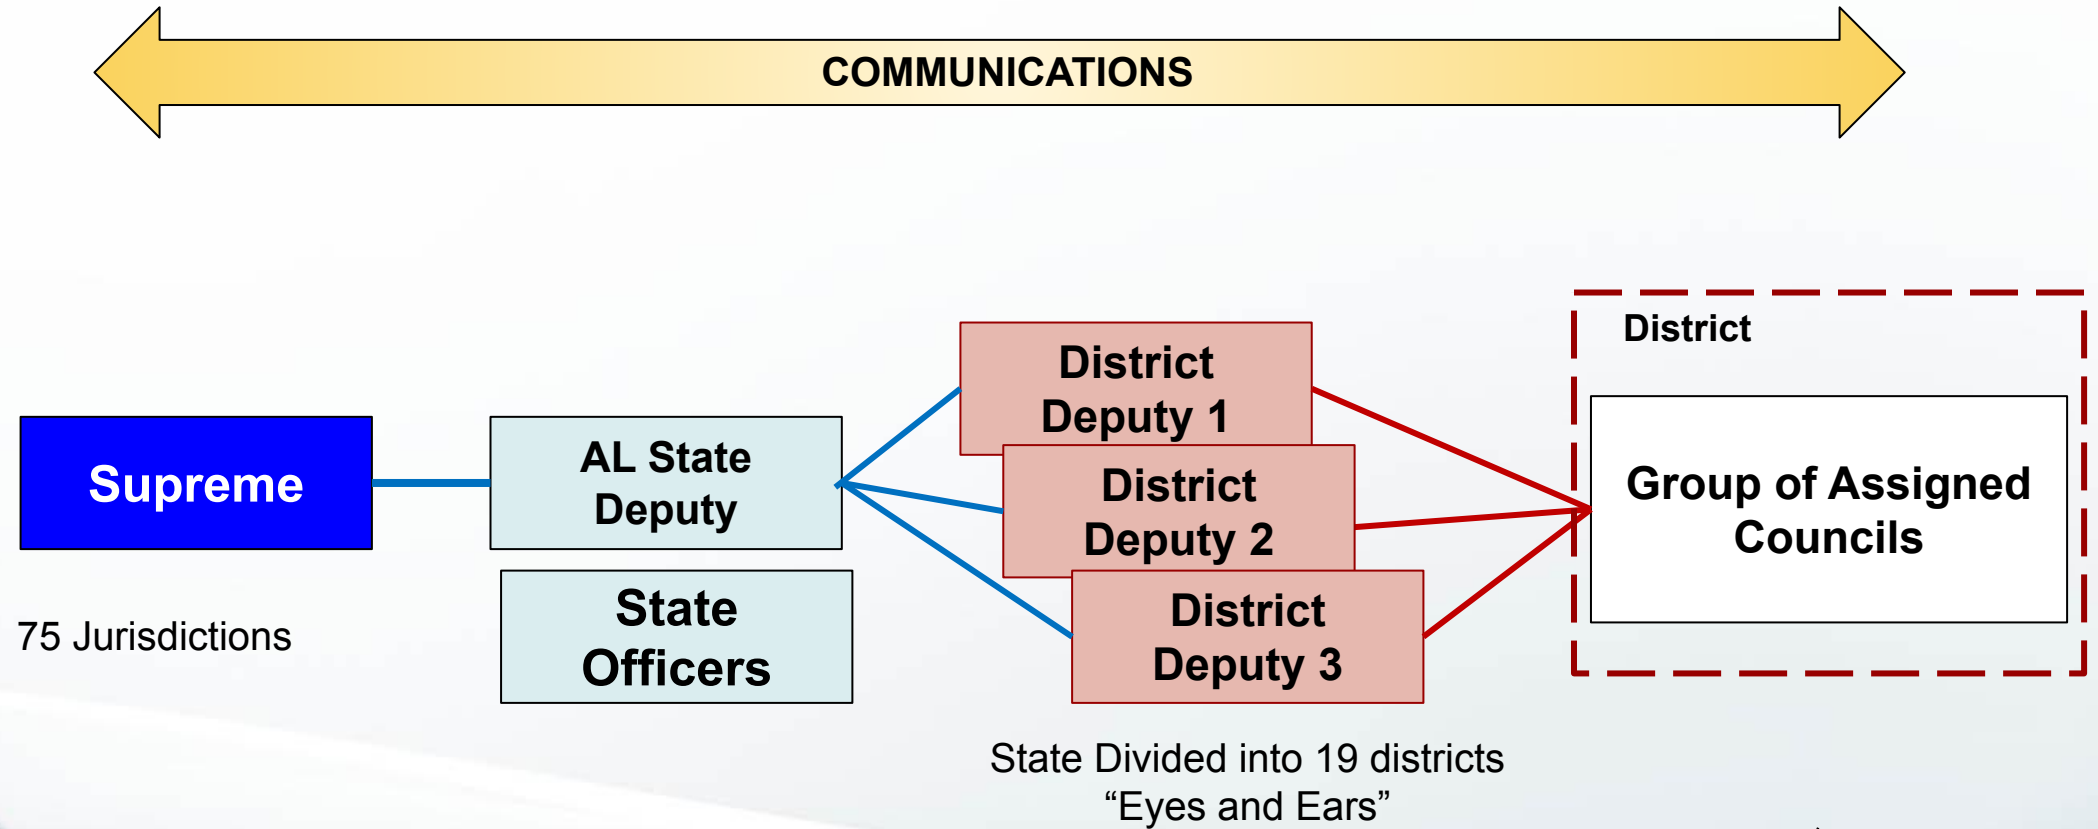 COMMUNICATIONS
Supreme
75 Jurisdictions
AL State
Deputy
State
Officers
District
Deputy 1
District
Deputy 2
District
Deputy 3
State Divided into 19 districts
“Eyes and Ears”
District
Group of Assigned
Councils